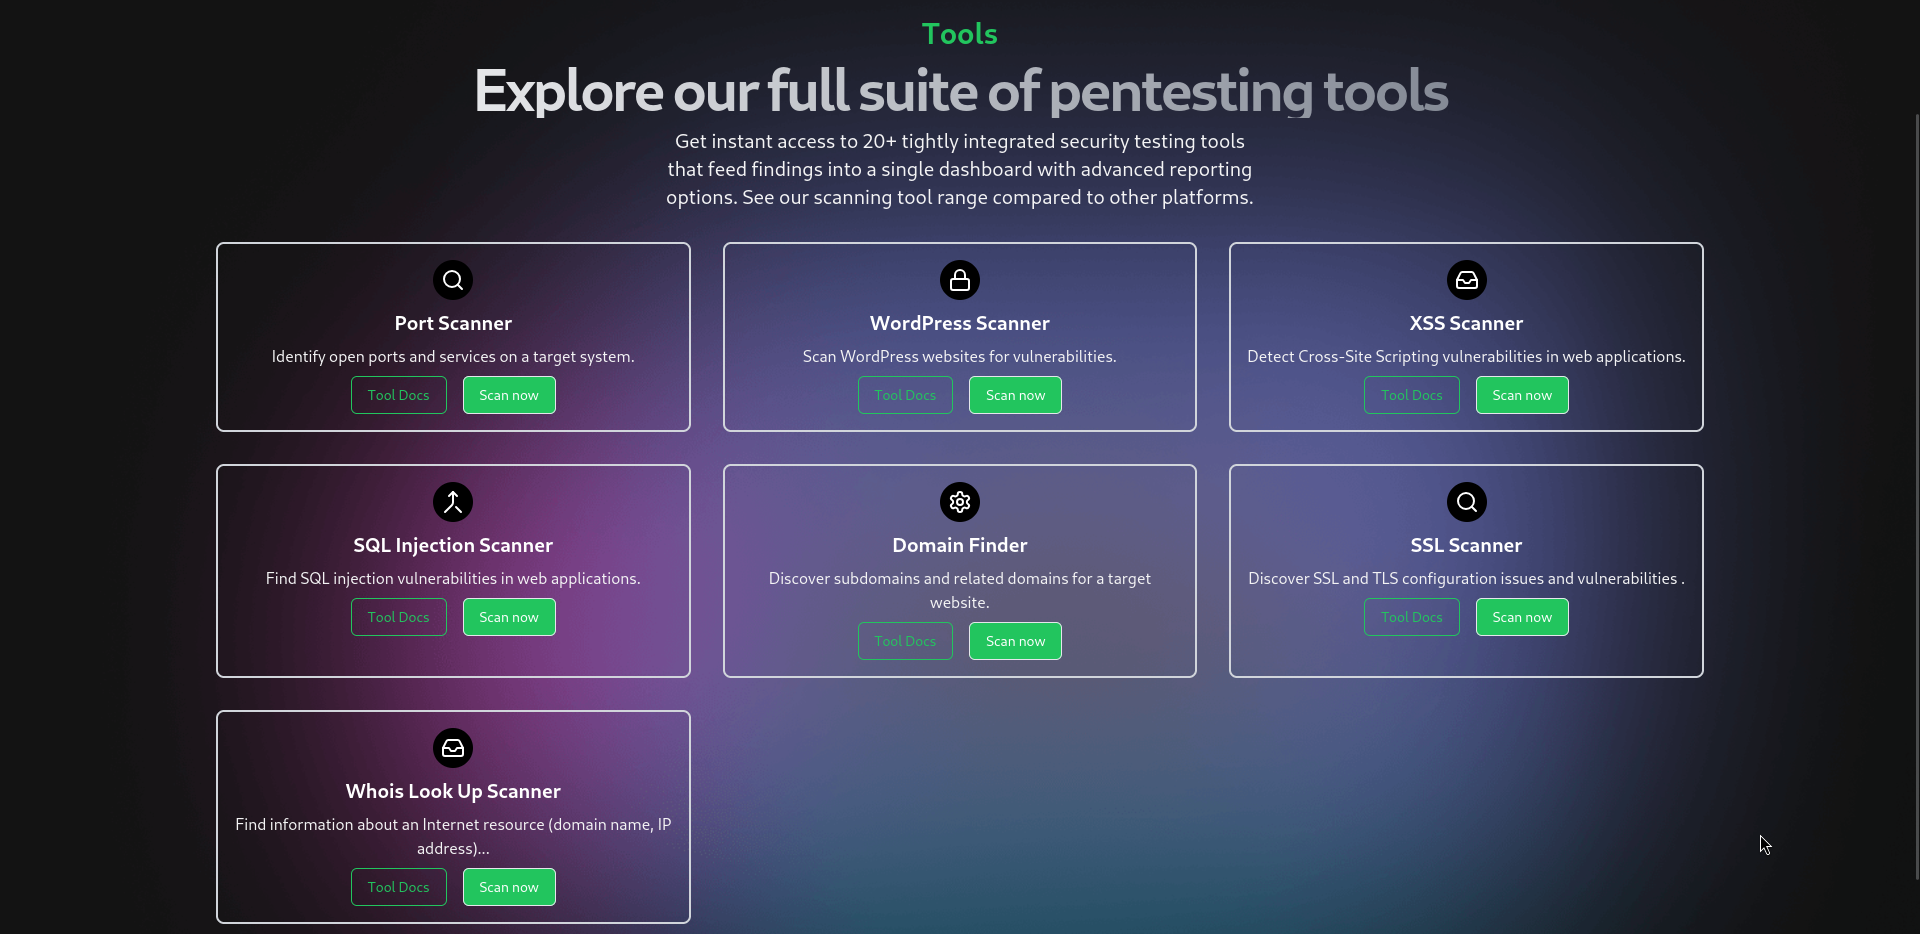 Tools
Explore our full suite of pentesting tools
Get instant access to 20+ tightly integrated security testing tools
that feed findings into a single dashboard with advanced reporting
options. See our scanning tool range compared to other platforms.
Port Scanner
Identify open ports and services on a target system.
Tool Docs
Scan now
WordPress Scanner
Scan WordPress websites for vulnerabilities.
Tool Docs
Scan now
XSS Scanner
Detect Cross-Site Scripting vulnerabilities in web applications.
Tool Docs
Scan now
SQL Injection Scanner
Find SQL injection vulnerabilities in web applications.
Tool Docs
Scan now
Domain Finder
Discover subdomains and related domains for a target
website.
Tool Docs
Scan now
SSL Scanner
Discover SSL and TLS configuration issues and vulnerabilities .
Tool Docs
Scan now
Whois Look Up Scanner
Find information about an Internet resource (domain name, IP
address)...
Tool Docs
Scan now